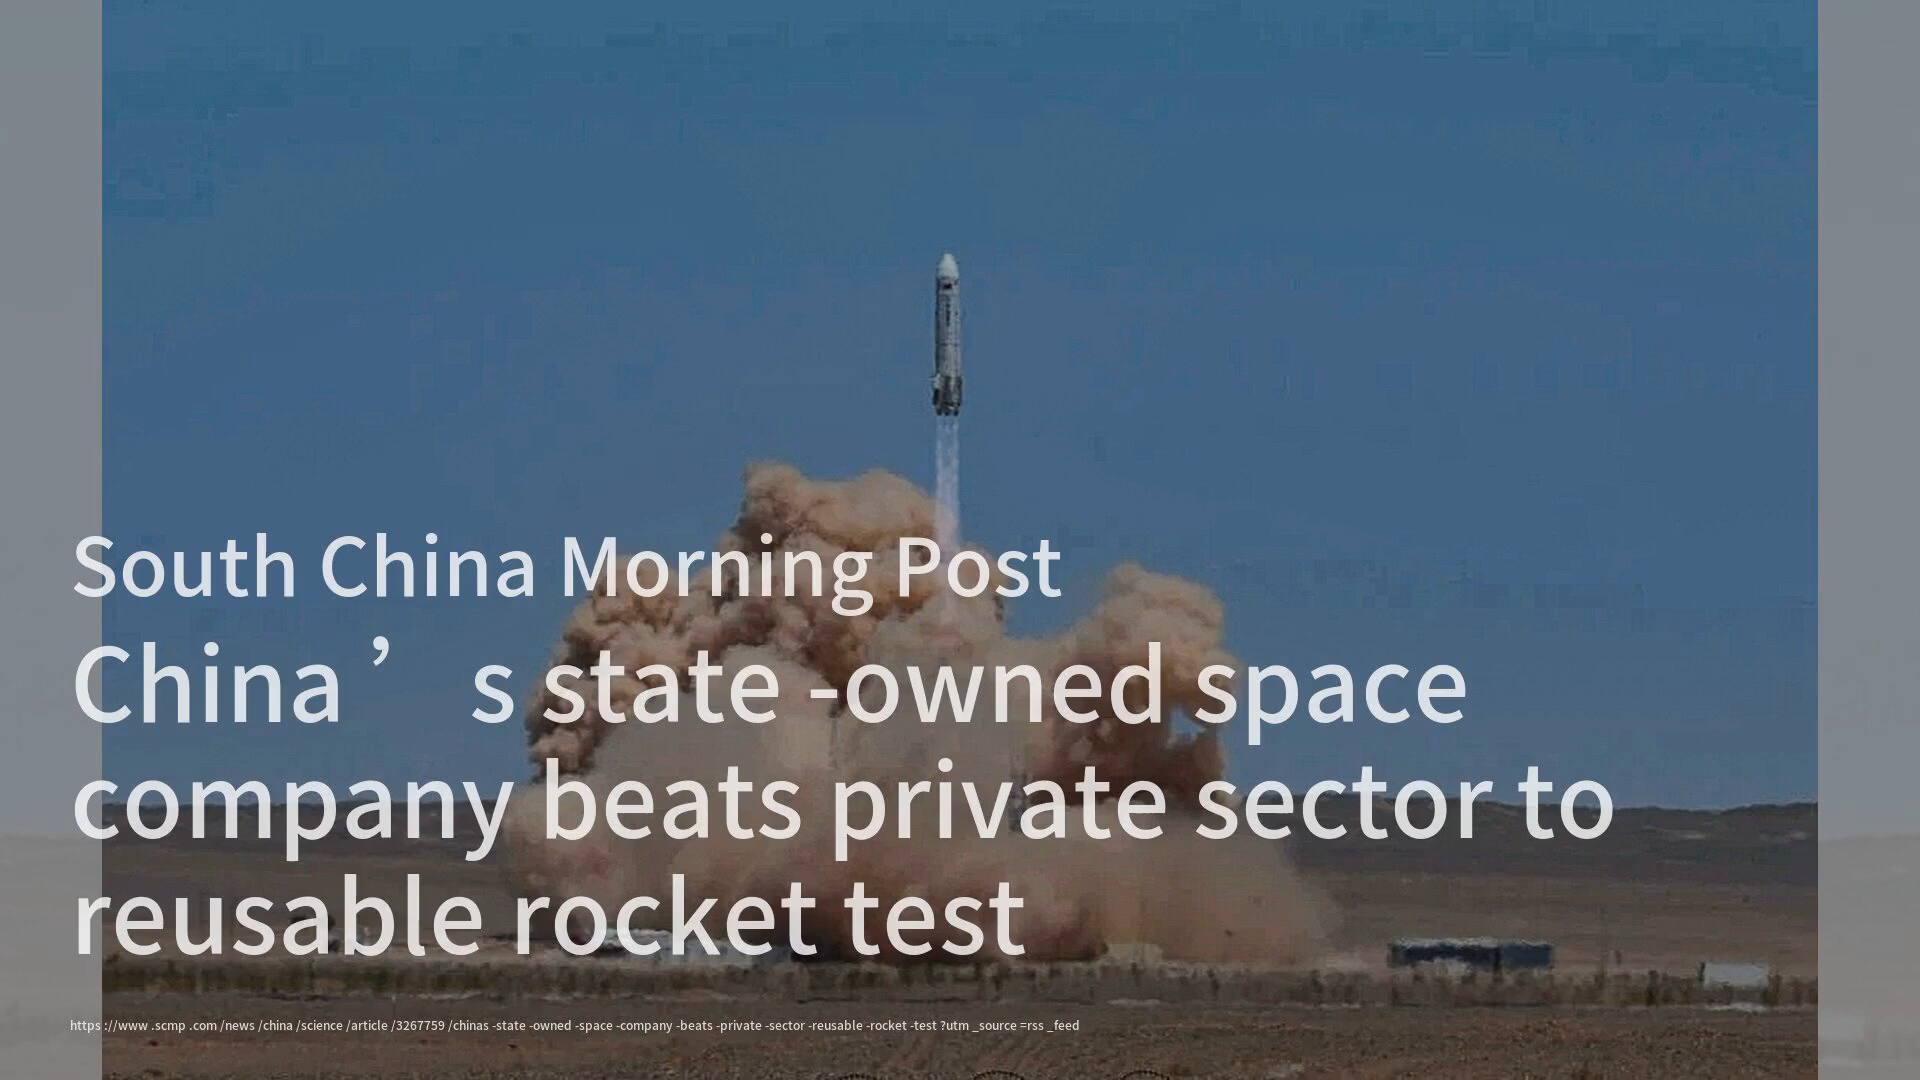 South China Morning Post
China’s state -owned space
company beats private sector to
reusable rocket test
https ://www .scmp .com /news /china /science /article /3267759 /chinas -state -owned -space -company -beats -private -sector -reusable -rocket -test ?utm _source =rss _feed